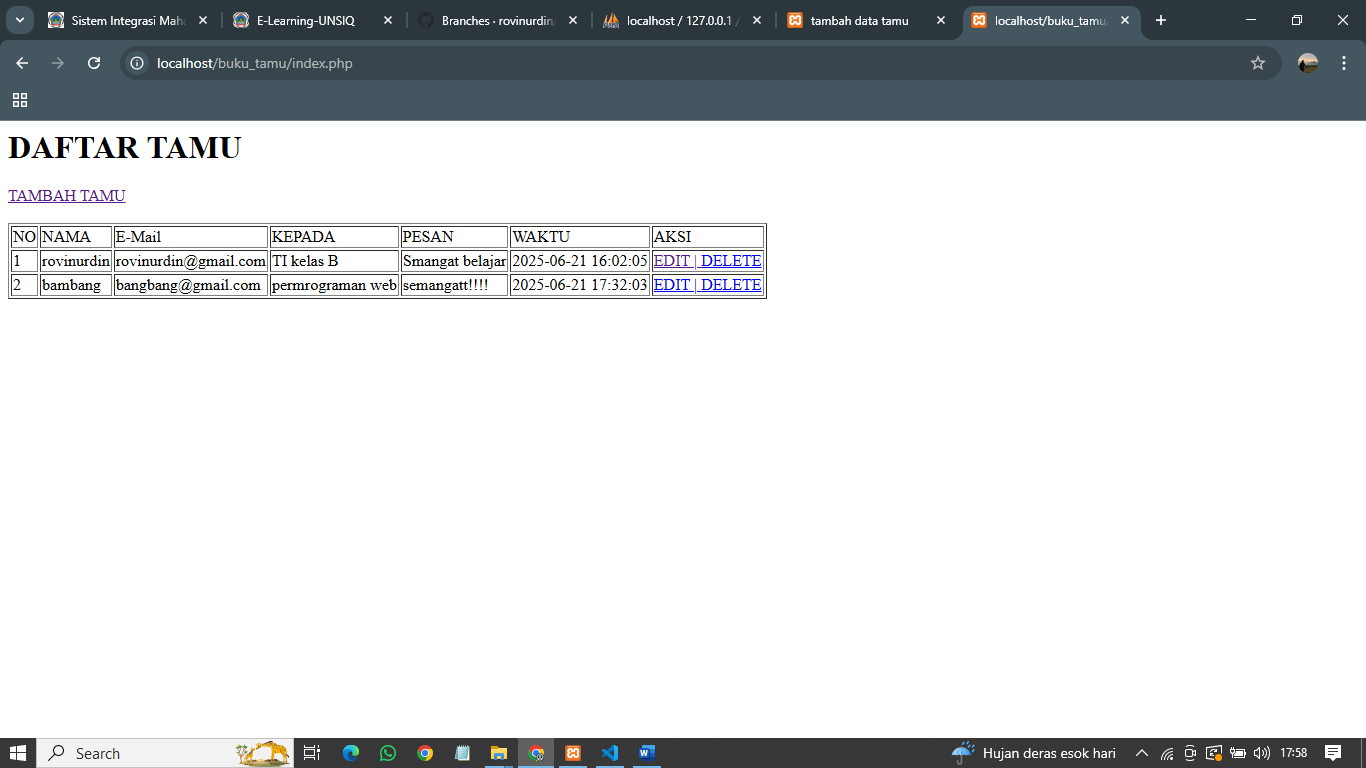 Sistem Integrasi Maha
E-Learning-UNSIQ
Branches · rovinurdin/
localhost / 127.0.0.1 /
tambah data tamu
localhost/buku_tamu/
localhost/buku_tamu/index.php
DAFTAR TAMU
TAMBAH TAMU
NO NAMA E-Mail KEPADA PESAN WAKTU AKSI
1 rovinurdin rovinurdin@gmail.com TI kelas B Smangat belajar 2025-06-21 16:02:05 EDIT | DELETE
2 bambang bangbang@gmail.com permrograman web semangatt!!!! 2025-06-21 17:32:03 EDIT | DELETE
Search
Hujan deras esok hari
17:58